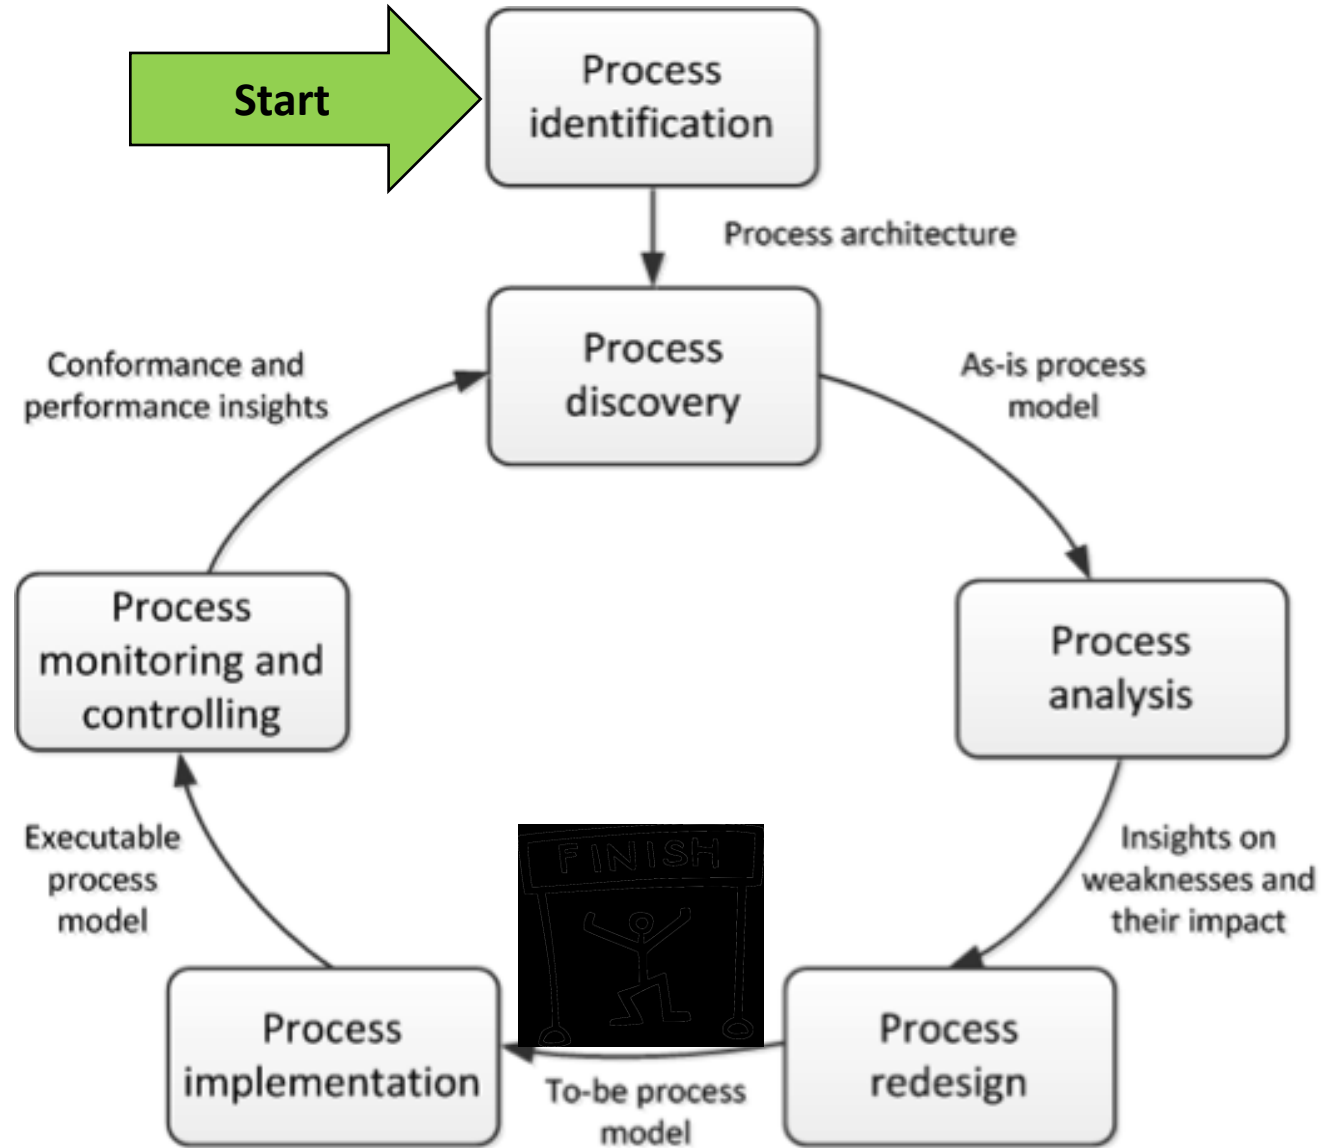 Start
Process
identification
Process architecture
Process
discovery
Conformance and
performance insights
As-is process
model
Process
monitoring and
controlling
Process
analysis
Executable
process
model
FINISH
Insights on
weaknesses and
their impact
Process
implementation
To-be process
model
Process
redesign